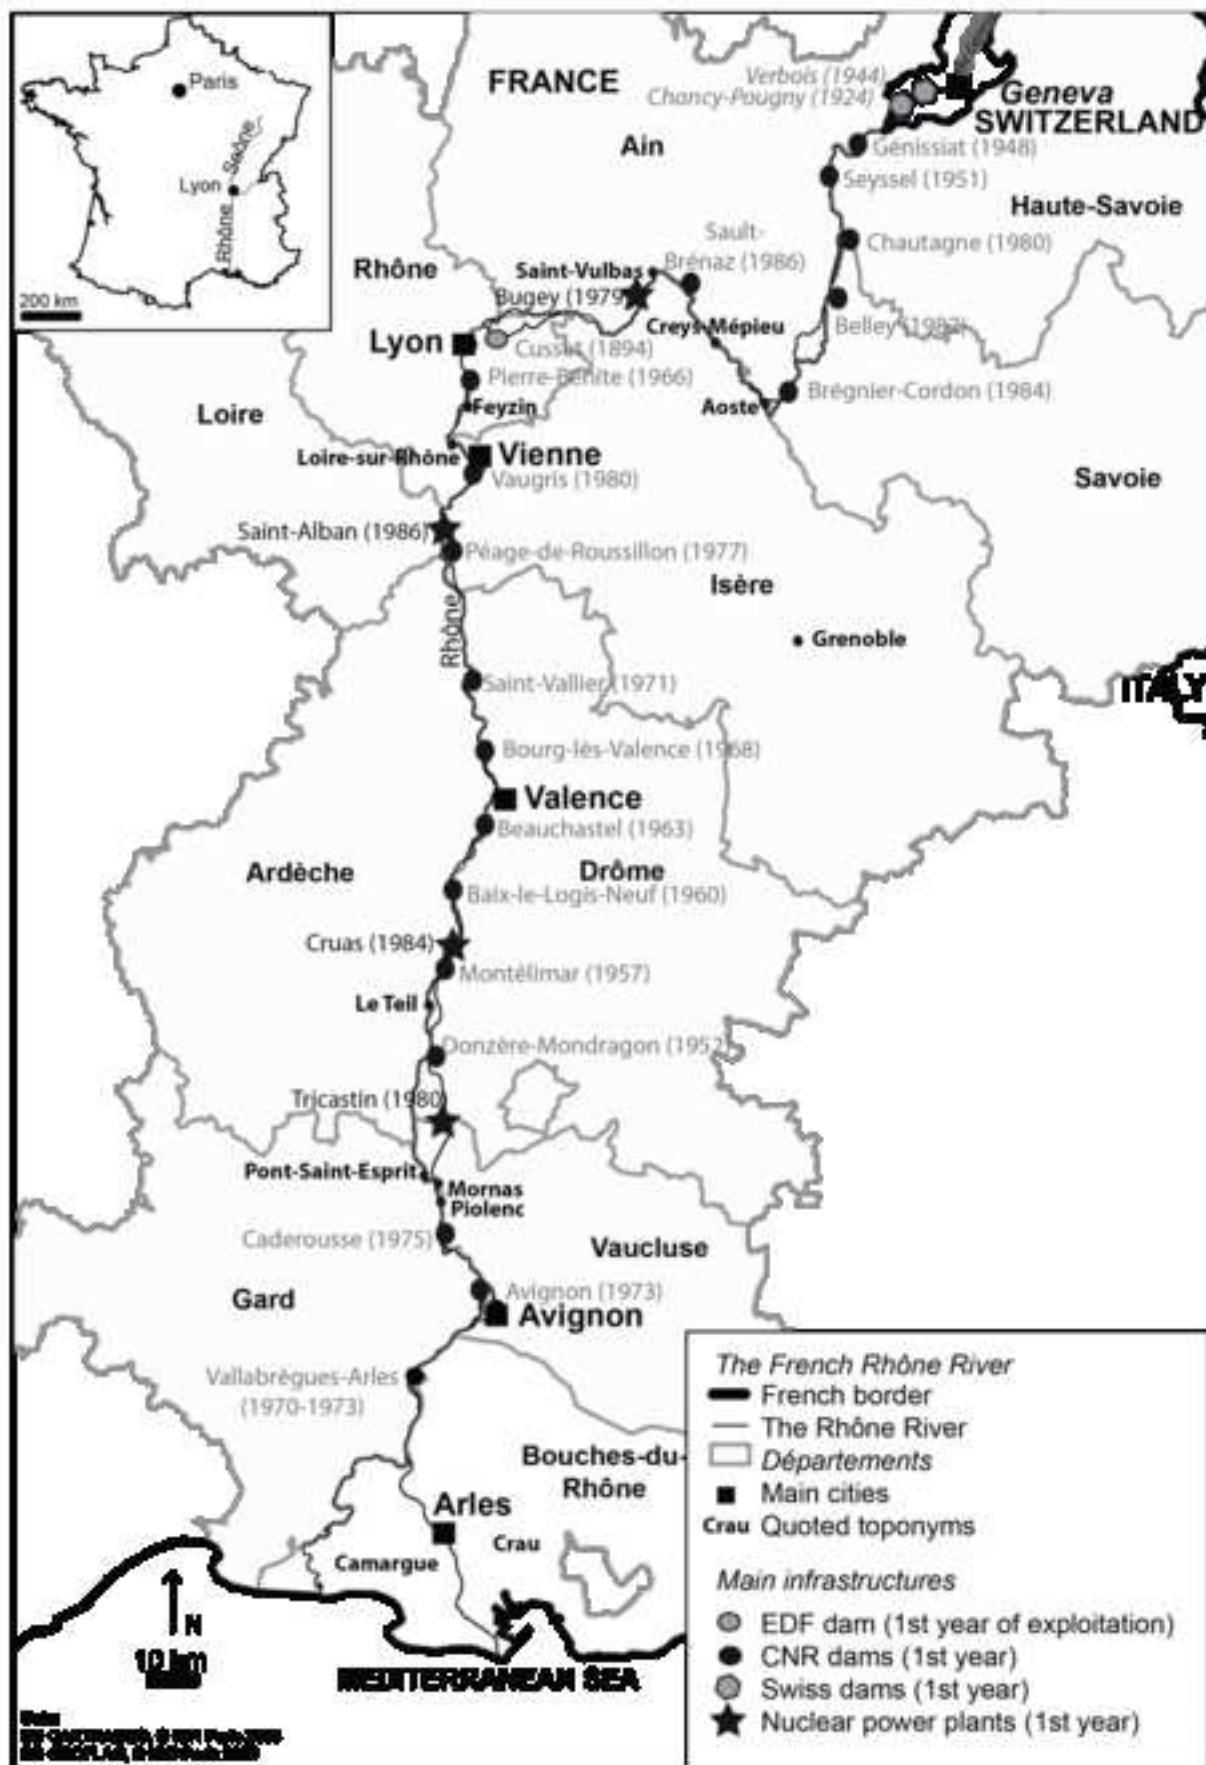 Paris
Saône
Lyon
Rhône
200 km
FRANCE
Verbois (1944)
Chancy-Pougny (1924)
Geneva
SWITZERLAND
Ain
Génissiat (1948)
Seyssel (1951)
Haute-Savoie
Chautagne (1980)
Sault-
Brénaz (1986)
Rhône
Saint-Vulbas
Bugey (1979)
Belley
Creys-Mépieu
Lyon
Cusset (1894)
Pierre-Bénite (1966)
Brégnier-Cordon (1984)
Aoste
Feyzin
Loire
Loire-sur-Rhône
Vienne
Vaugris (1980)
Savoie
Saint-Alban (1986)
Péage-de-Roussillon (1977)
Isère
Rhône
Grenoble
Saint-Vallier (1971)
ITALY
Bourg-lès-Valence (1968)
Valence
Beauchastel (1963)
Ardèche
Drôme
Baix-le-Logis-Neuf (1960)
Cruas (1984)
Montélimar (1957)
Le Teil
Donzère-Mondragon (1952)
Tricastin (1980)
Pont-Saint-Esprit
Mornas
Piolenc
Caderousse (1975)
Vaucluse
Gard
Avignon (1973)
Avignon
Vallabrègues-Arles
(1970-1973)
Bouches-du-
Rhône
Arles
Crau
Camargue
N
10 km
MEDITERRANEAN SEA
The French Rhône River
French border
The Rhône River
Départements
Main cities
Crau Quoted toponyms
Main infrastructures
EDF dam (1st year of exploitation)
CNR dams (1st year)
Swiss dams (1st year)
Nuclear power plants (1st year)